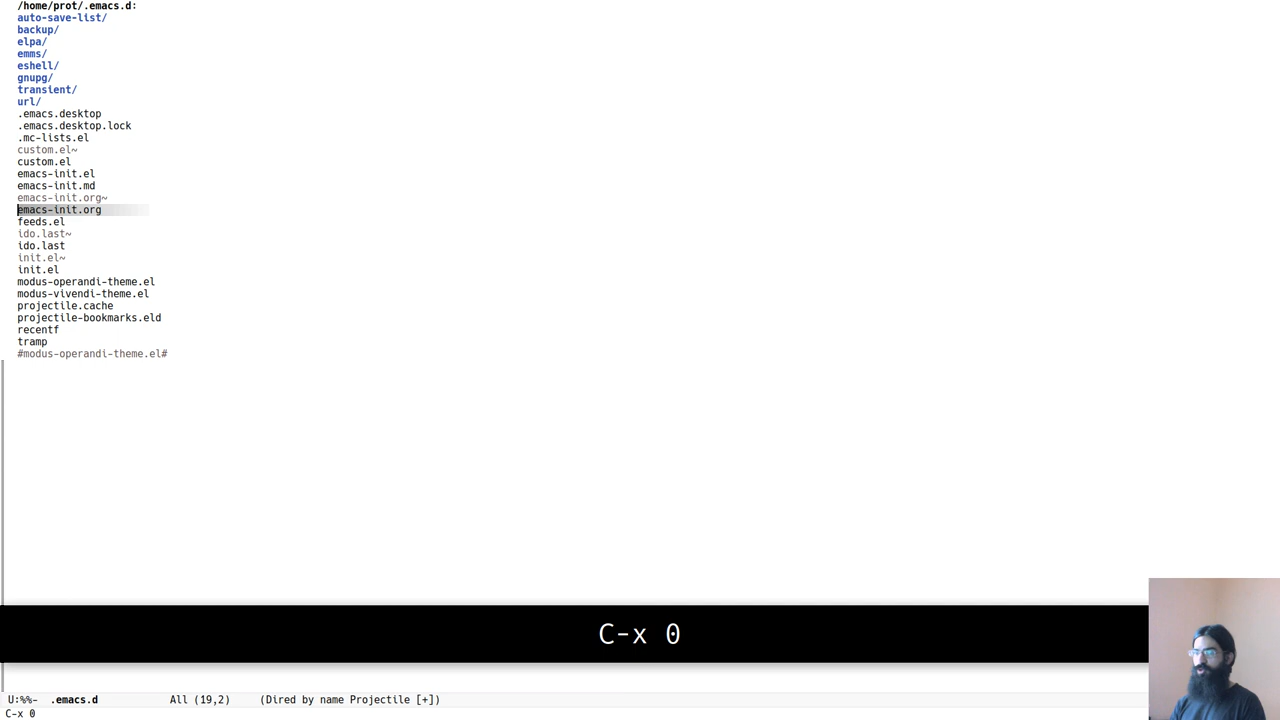 /home/prot/.emacs.d:
auto-save-list/
backup/
elpa/
emms/
eshell/
gnupg/
transient/
url/
.emacs.desktop
.emacs.desktop.lock
.mc-lists.el
custom.el~
custom.el
emacs-init.el
emacs-init.md
emacs-init.org~
emacs-init.org
feeds.el
ido.last~
ido.last
init.el~
init.el
modus-operandi-theme.el
modus-vivendi-theme.el
projectile.cache
projectile-bookmarks.eld
recentf
tramp
#modus-operandi-theme.el#
C-x 0
U:%%-  .emacs.d            All (19,2)     (Dired by name Projectile [+])
C-x 0